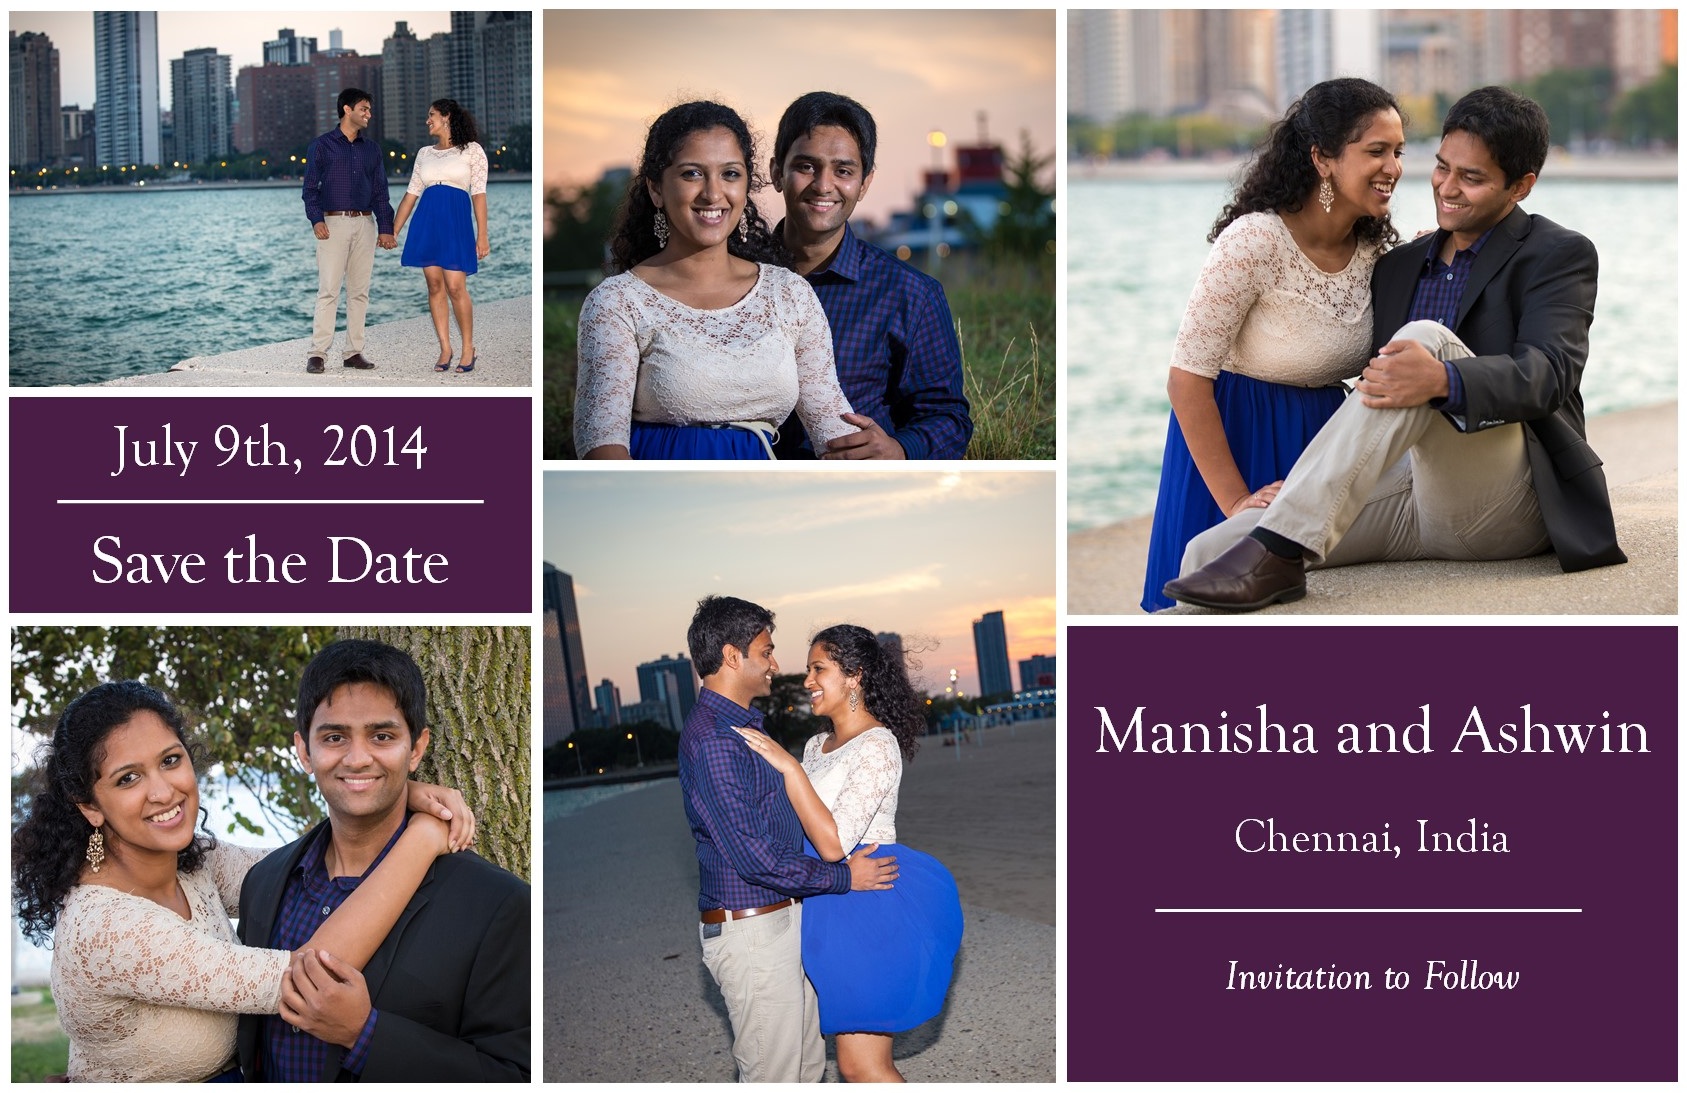 July 9th, 2014
Save the Date
Manisha and Ashwin
Chennai, India
Invitation to Follow